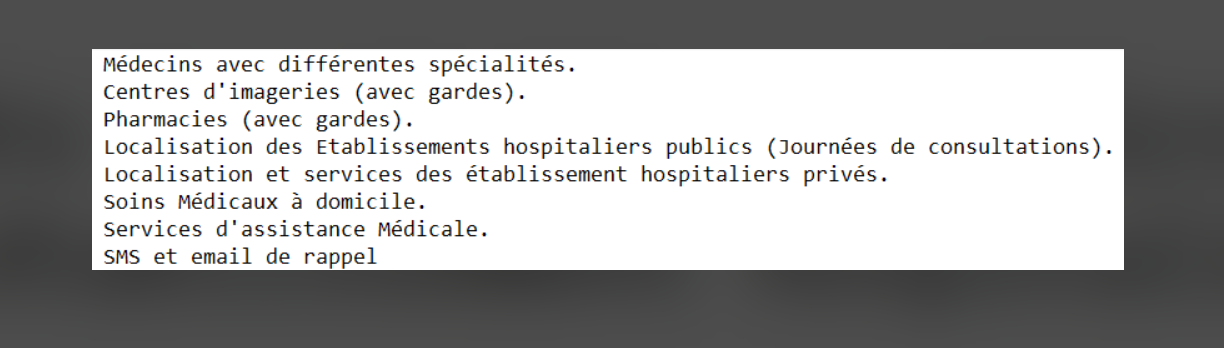 Médecins avec différentes spécialités.
Centres d'imageries (avec gardes).
Pharmacies (avec gardes).
Localisation des Etablissements hospitaliers publics (Journées de consultations).
Localisation et services des établissement hospitaliers privés.
Soins Médicaux à domicile.
Services d'assistance Médicale.
SMS et email de rappel